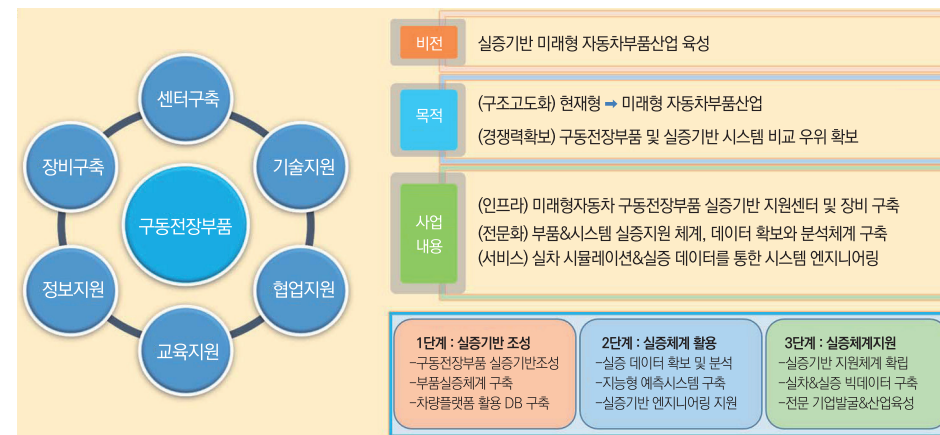 센터구축
장비구축
기술지원
구동전장부품
정보지원
협업지원
교육지원
비전
실증기반 미래형 자동차부품산업 육성
목적
(구조고도화) 현재형 ➡ 미래형 자동차부품산업
(경쟁력확보) 구동전장부품 및 실증기반 시스템 비교 우위 확보
사업
내용
(인프라) 미래형자동차 구동전장부품 실증기반 지원센터 및 장비 구축
(전문화) 부품&시스템 실증지원 체계, 데이터 확보와 분석체계 구축
(서비스) 실차 시뮬레이션&실증 데이터를 통한 시스템 엔지니어링
1단계 : 실증기반 조성
-구동전장부품 실증기반조성
-부품실증체계 구축
-차량플랫폼 활용 DB 구축
2단계 : 실증체계 활용
-실증 데이터 확보 및 분석
-지능형 예측시스템 구축
-실증기반 엔지니어링 지원
3단계 : 실증체계지원
-실증기반 지원체계 확립
-실차&실증 빅데이터 구축
-전문 기업발굴&산업육성